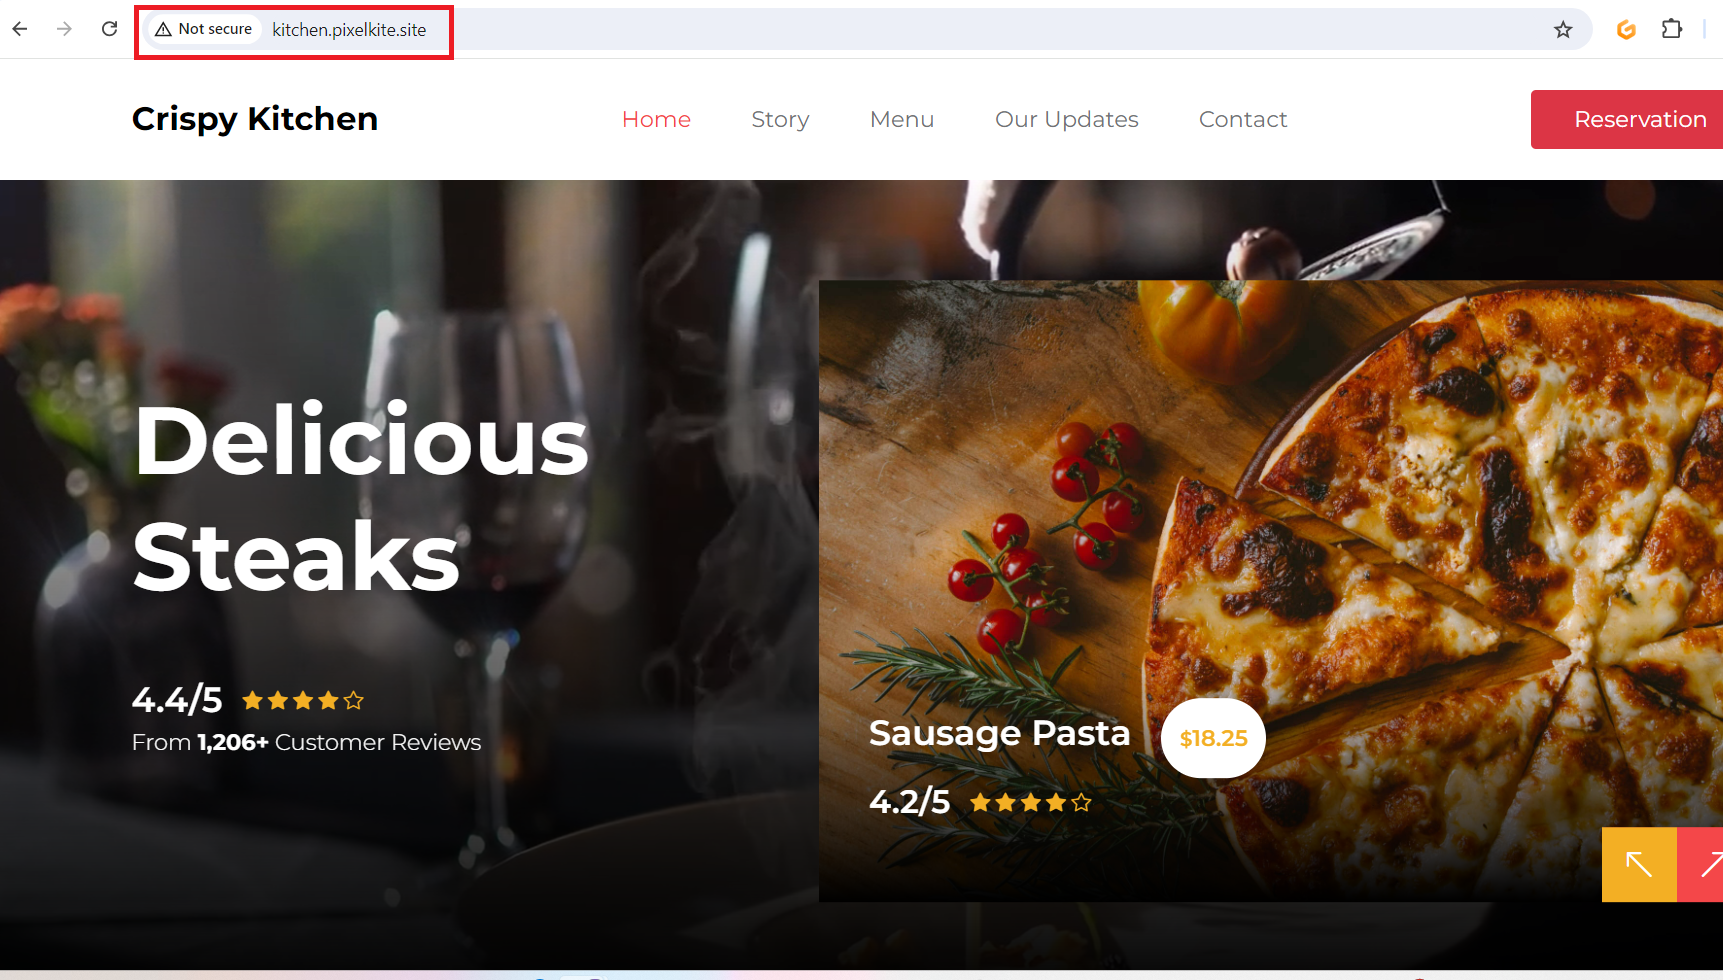 Not secure kitchen.pixelkite.site
Crispy Kitchen Home Story Menu Our Updates Contact Reservation
Delicious
Steaks
4.4/5
From 1,206+ Customer Reviews
Sausage Pasta $18.25
4.2/5